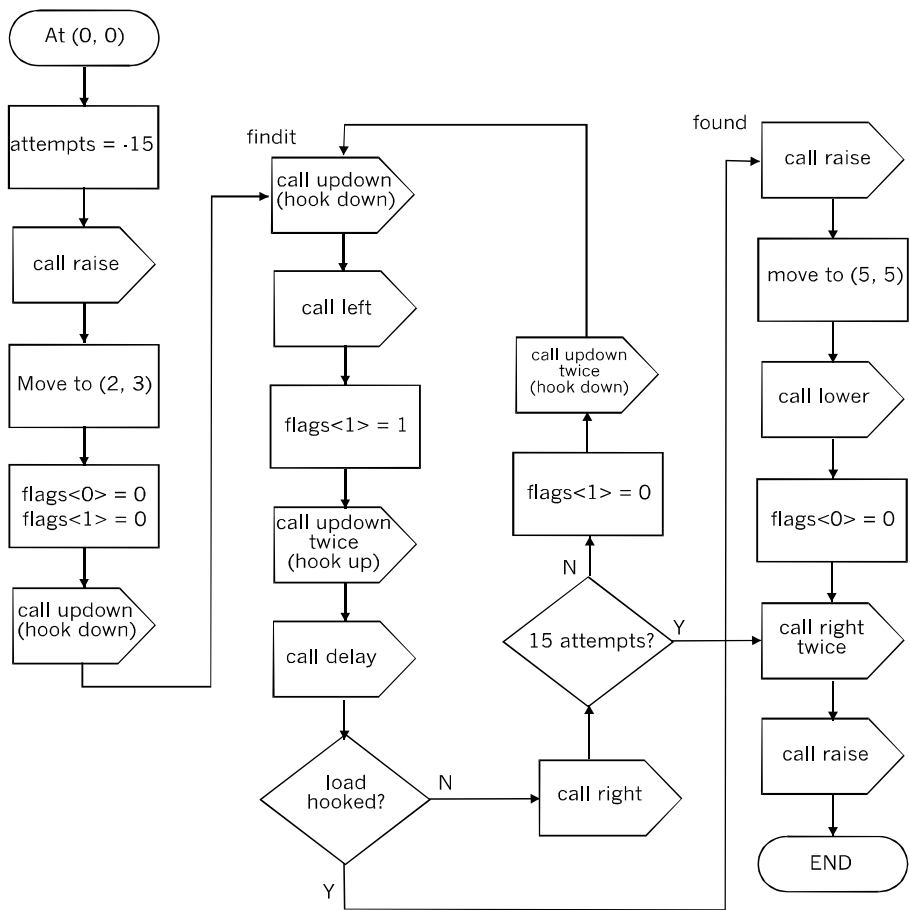 At (0, 0)
attempts = -15
call raise
Move to (2, 3)
flags<0> = 0
flags<1> = 0
call updown
(hook down)
findit
call updown
(hook down)
call left
flags<1> = 1
call updown
twice
(hook up)
call delay
load
hooked?
N
Y
call right
15 attempts?
N
Y
flags<1> = 0
call updown
twice
(hook down)
found
call raise
move to (5, 5)
call lower
flags<0> = 0
call right
twice
call raise
END